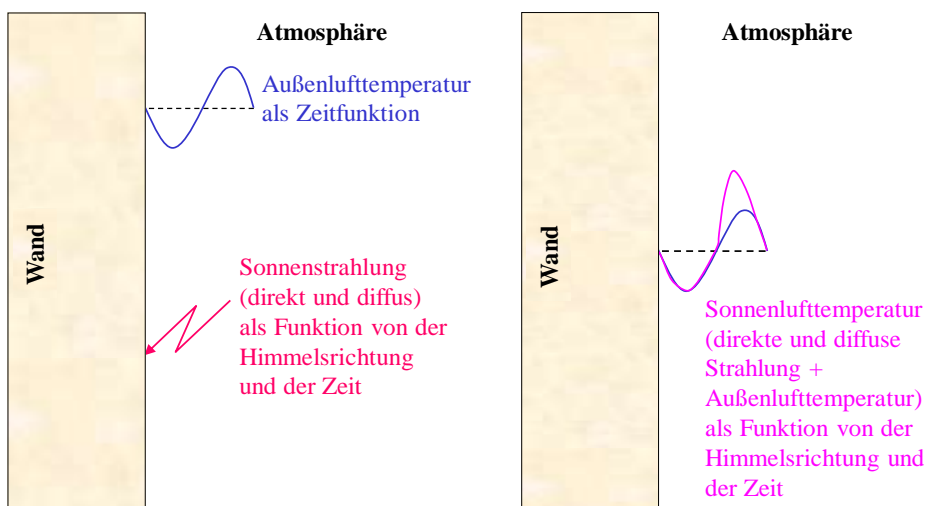 Atmosphäre
Außenlufttemperatur
als Zeitfunktion
Wand
Sonnenstrahlung
(direkt und diffus)
als Funktion von der
Himmelsrichtung
und der Zeit
Atmosphäre
Wand
Sonnenlufttemperatur
(direkte und diffuse
Strahlung +
Außenlufttemperatur)
als Funktion von der
Himmelsrichtung und
der Zeit